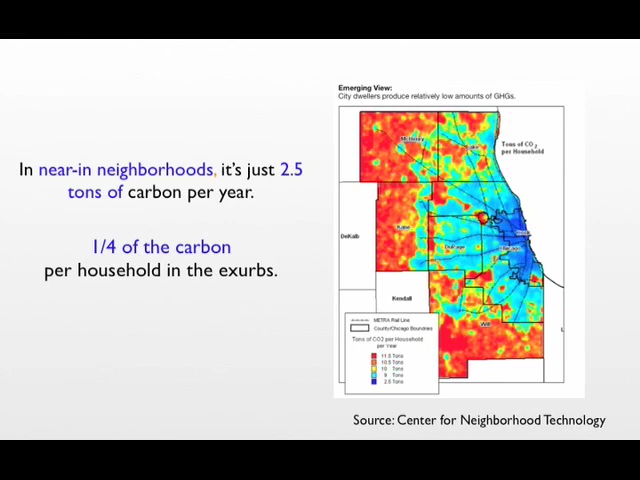 In near-in neighborhoods, it's just 2.5
tons of carbon per year.
1/4 of the carbon
per household in the exurbs.
Emerging View:
City dwellers produce relatively low amounts of GHGs.
Tons of CO2
per Household
McHenry
Lake
Kane
DeKalb
DuPage
Cook
Chicago
Kendall
Will
METRA Rail Line
County/Chicago Boundries
Tons of CO2 per Household
per Year
11.5 Tons
10.5 Tons
10 Tons
9 Tons
2.5 Tons
Source: Center for Neighborhood Technology